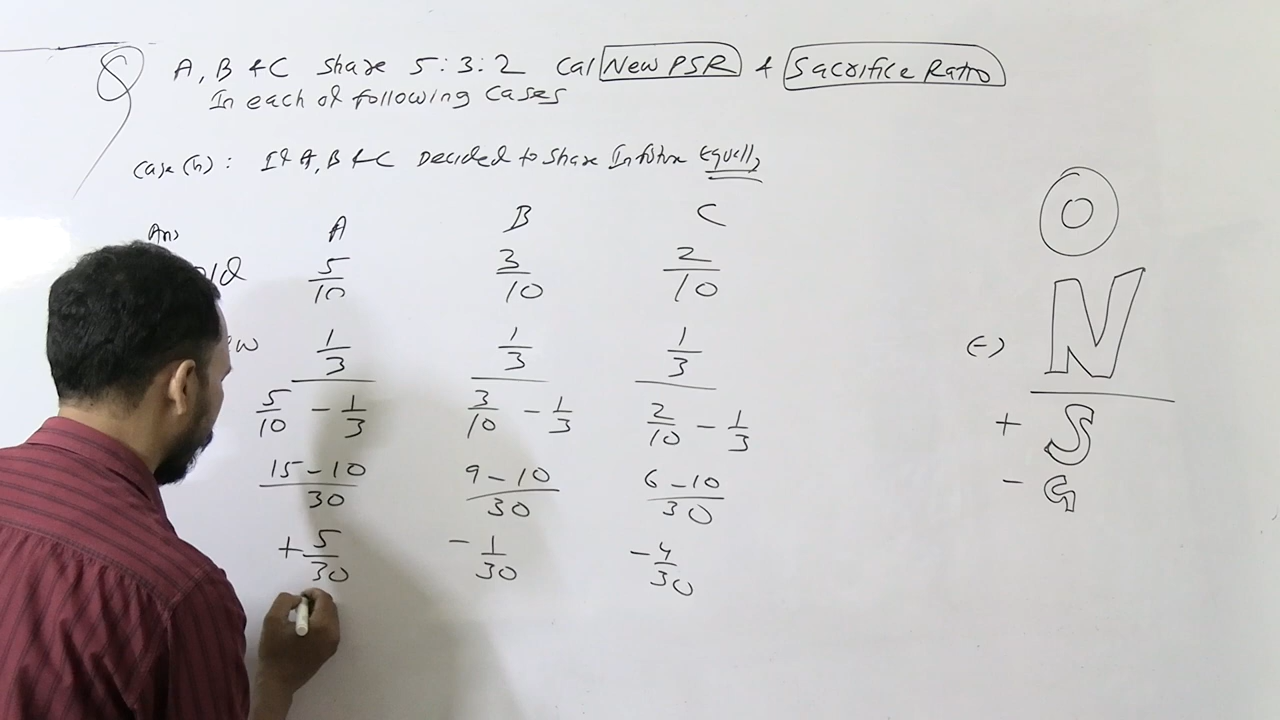 Q A, B & C Share 5:3:2 Cal New PSR & Sacrifice Ratio
In each of following Cases
Case (h): If A, B & C Decided to Share In future Equally
Ans A B C
old 5/10 3/10 2/10
1/3 1/3 1/3
5/10 - 1/3 3/10 - 1/3 2/10 - 1/3
15-10/30 9-10/30 6-10/30
+5/30 -1/30 -4/30
O
(-) N
+ S
- G